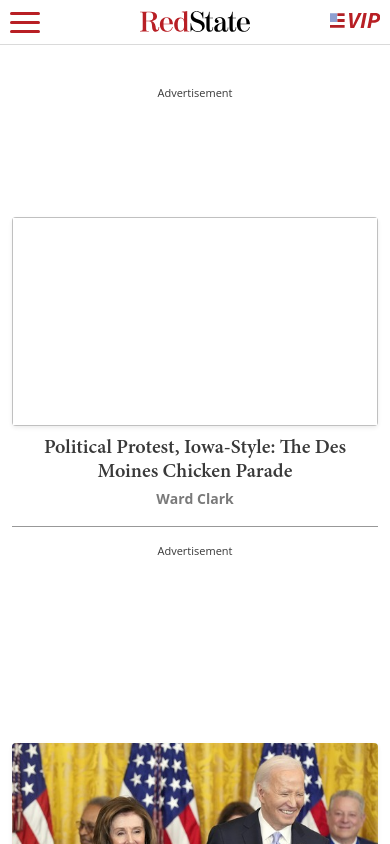 RedState
VIP
Advertisement
Political Protest, Iowa-Style: The Des
Moines Chicken Parade
Ward Clark
Advertisement